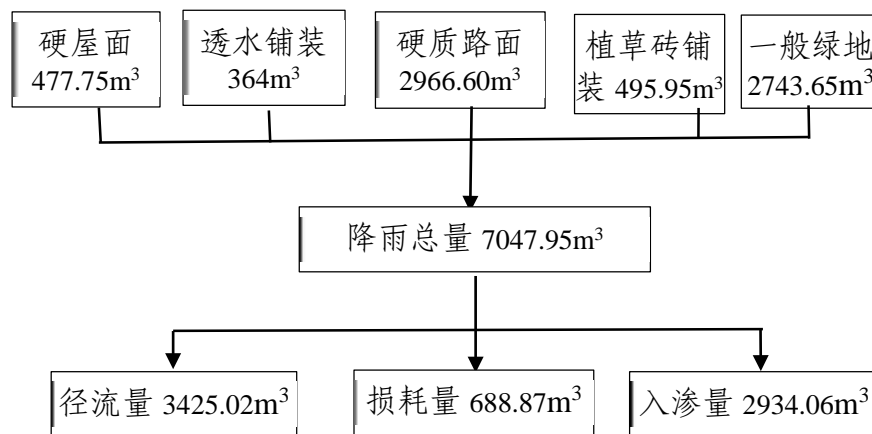 硬屋面
477.75m³
透水铺装
364m³
硬质路面
2966.60m³
植草砖铺
装 495.95m³
一般绿地
2743.65m³
降雨总量 7047.95m³
径流量 3425.02m³
损耗量 688.87m³
入渗量 2934.06m³